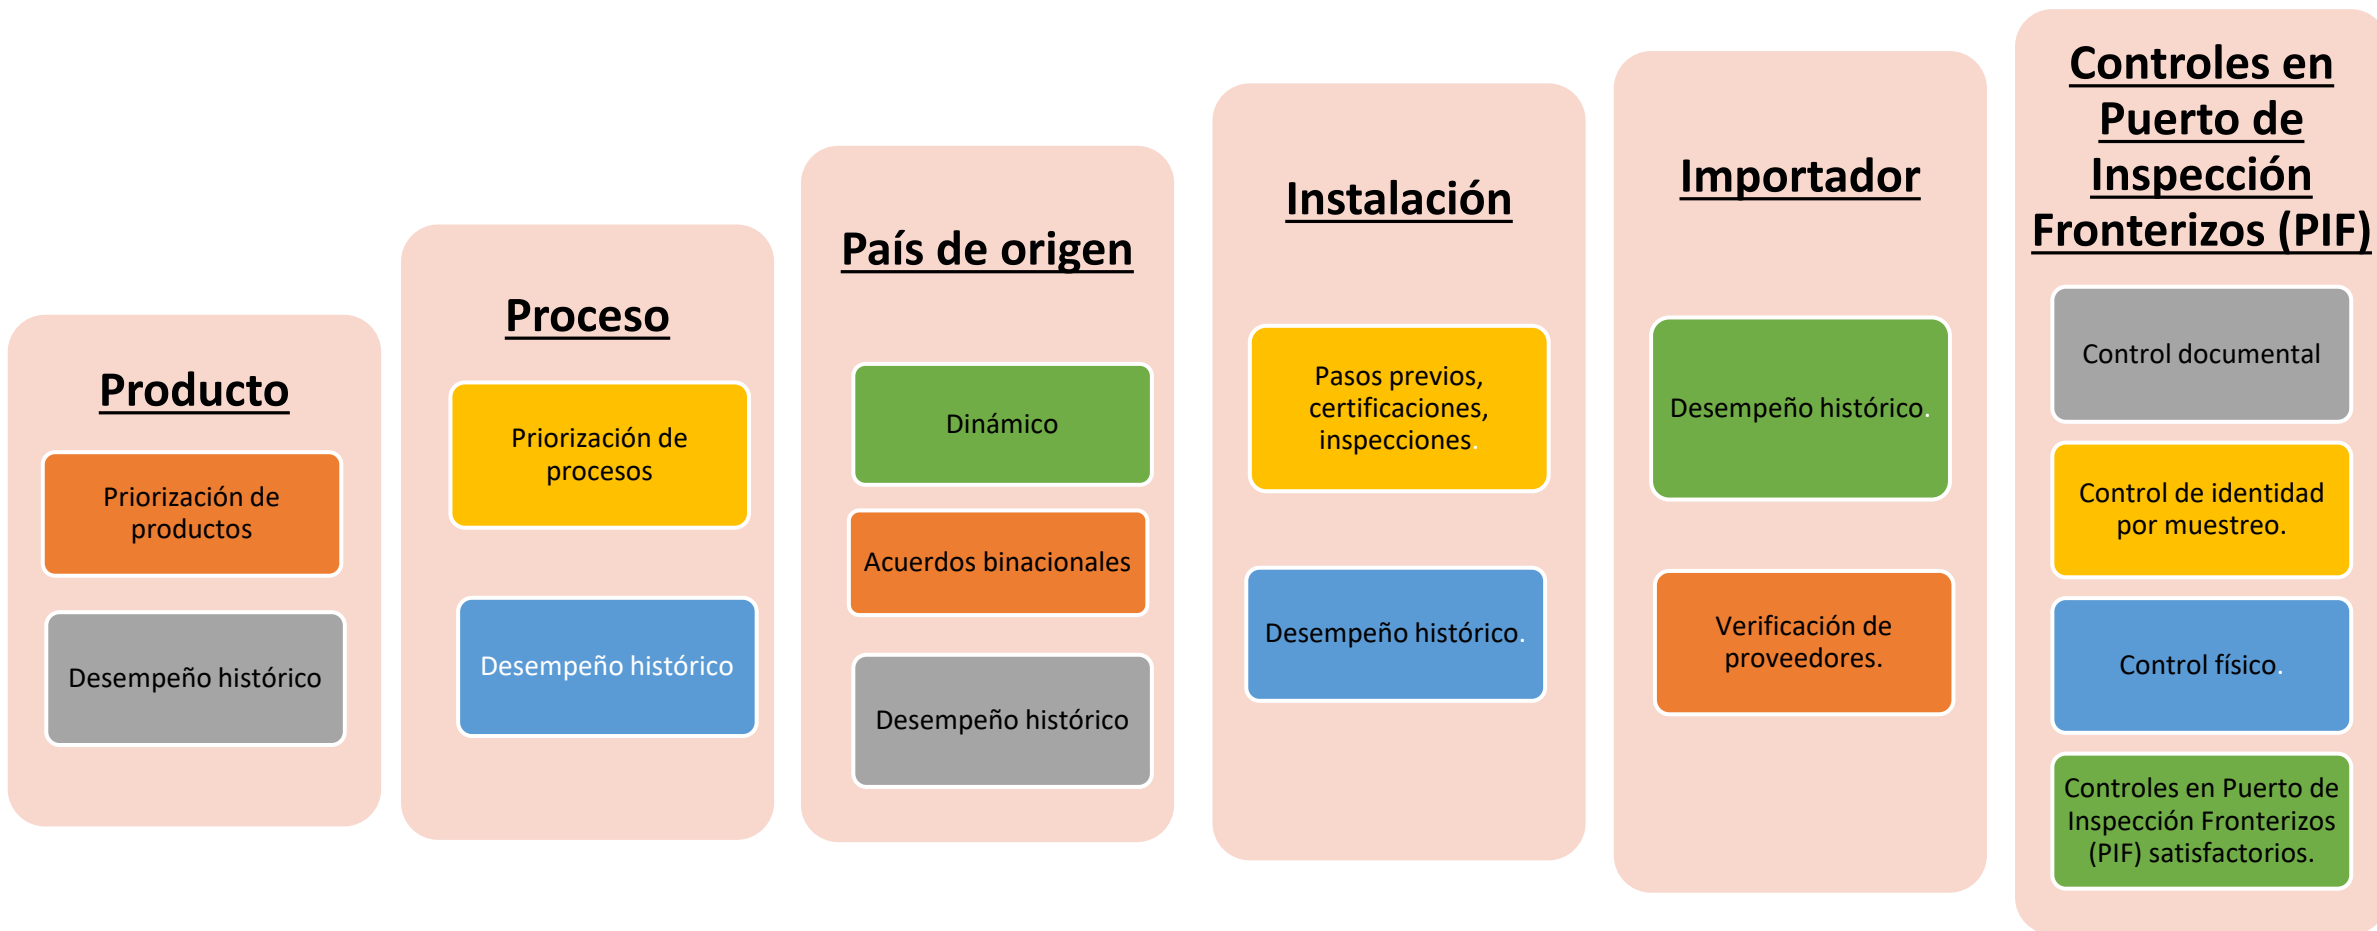 Producto
Priorización de
productos
Desempeño histórico
Proceso
Priorización de
procesos
Desempeño histórico
País de origen
Dinámico
Acuerdos binacionales
Desempeño histórico
Instalación
Pasos previos,
certificaciones,
inspecciones.
Desempeño histórico.
Importador
Desempeño histórico.
Verificación de
proveedores.
Controles en
Puerto de
Inspección
Fronterizos (PIF)
Control documental
Control de identidad
por muestreo.
Control físico.
Controles en Puerto de
Inspección Fronterizos
(PIF) satisfactorios.